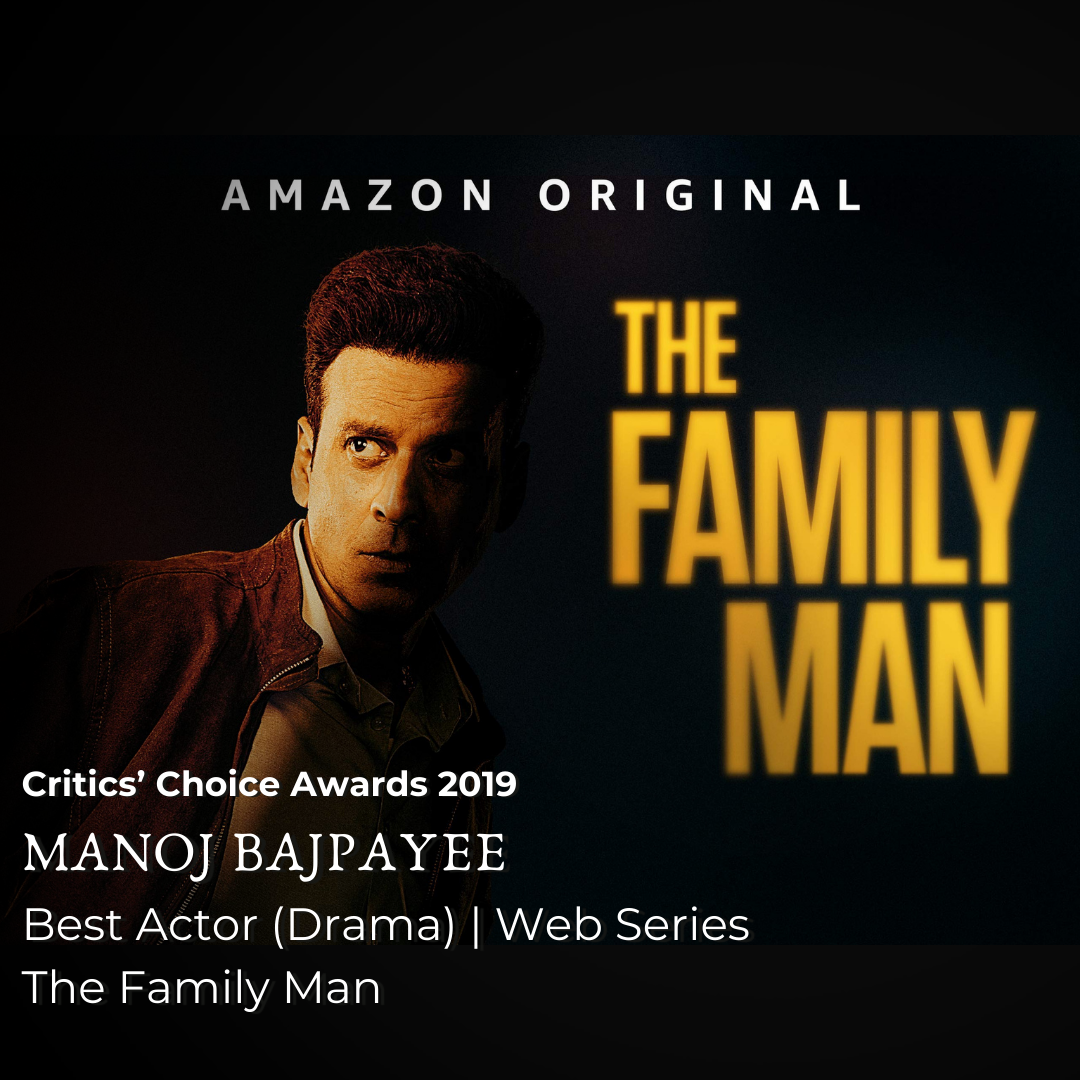 AMAZON ORIGINAL
THE
FAMILY
MAN
Critics’ Choice Awards 2019
MANOJ BAJPAYEE
Best Actor (Drama) | Web Series
The Family Man